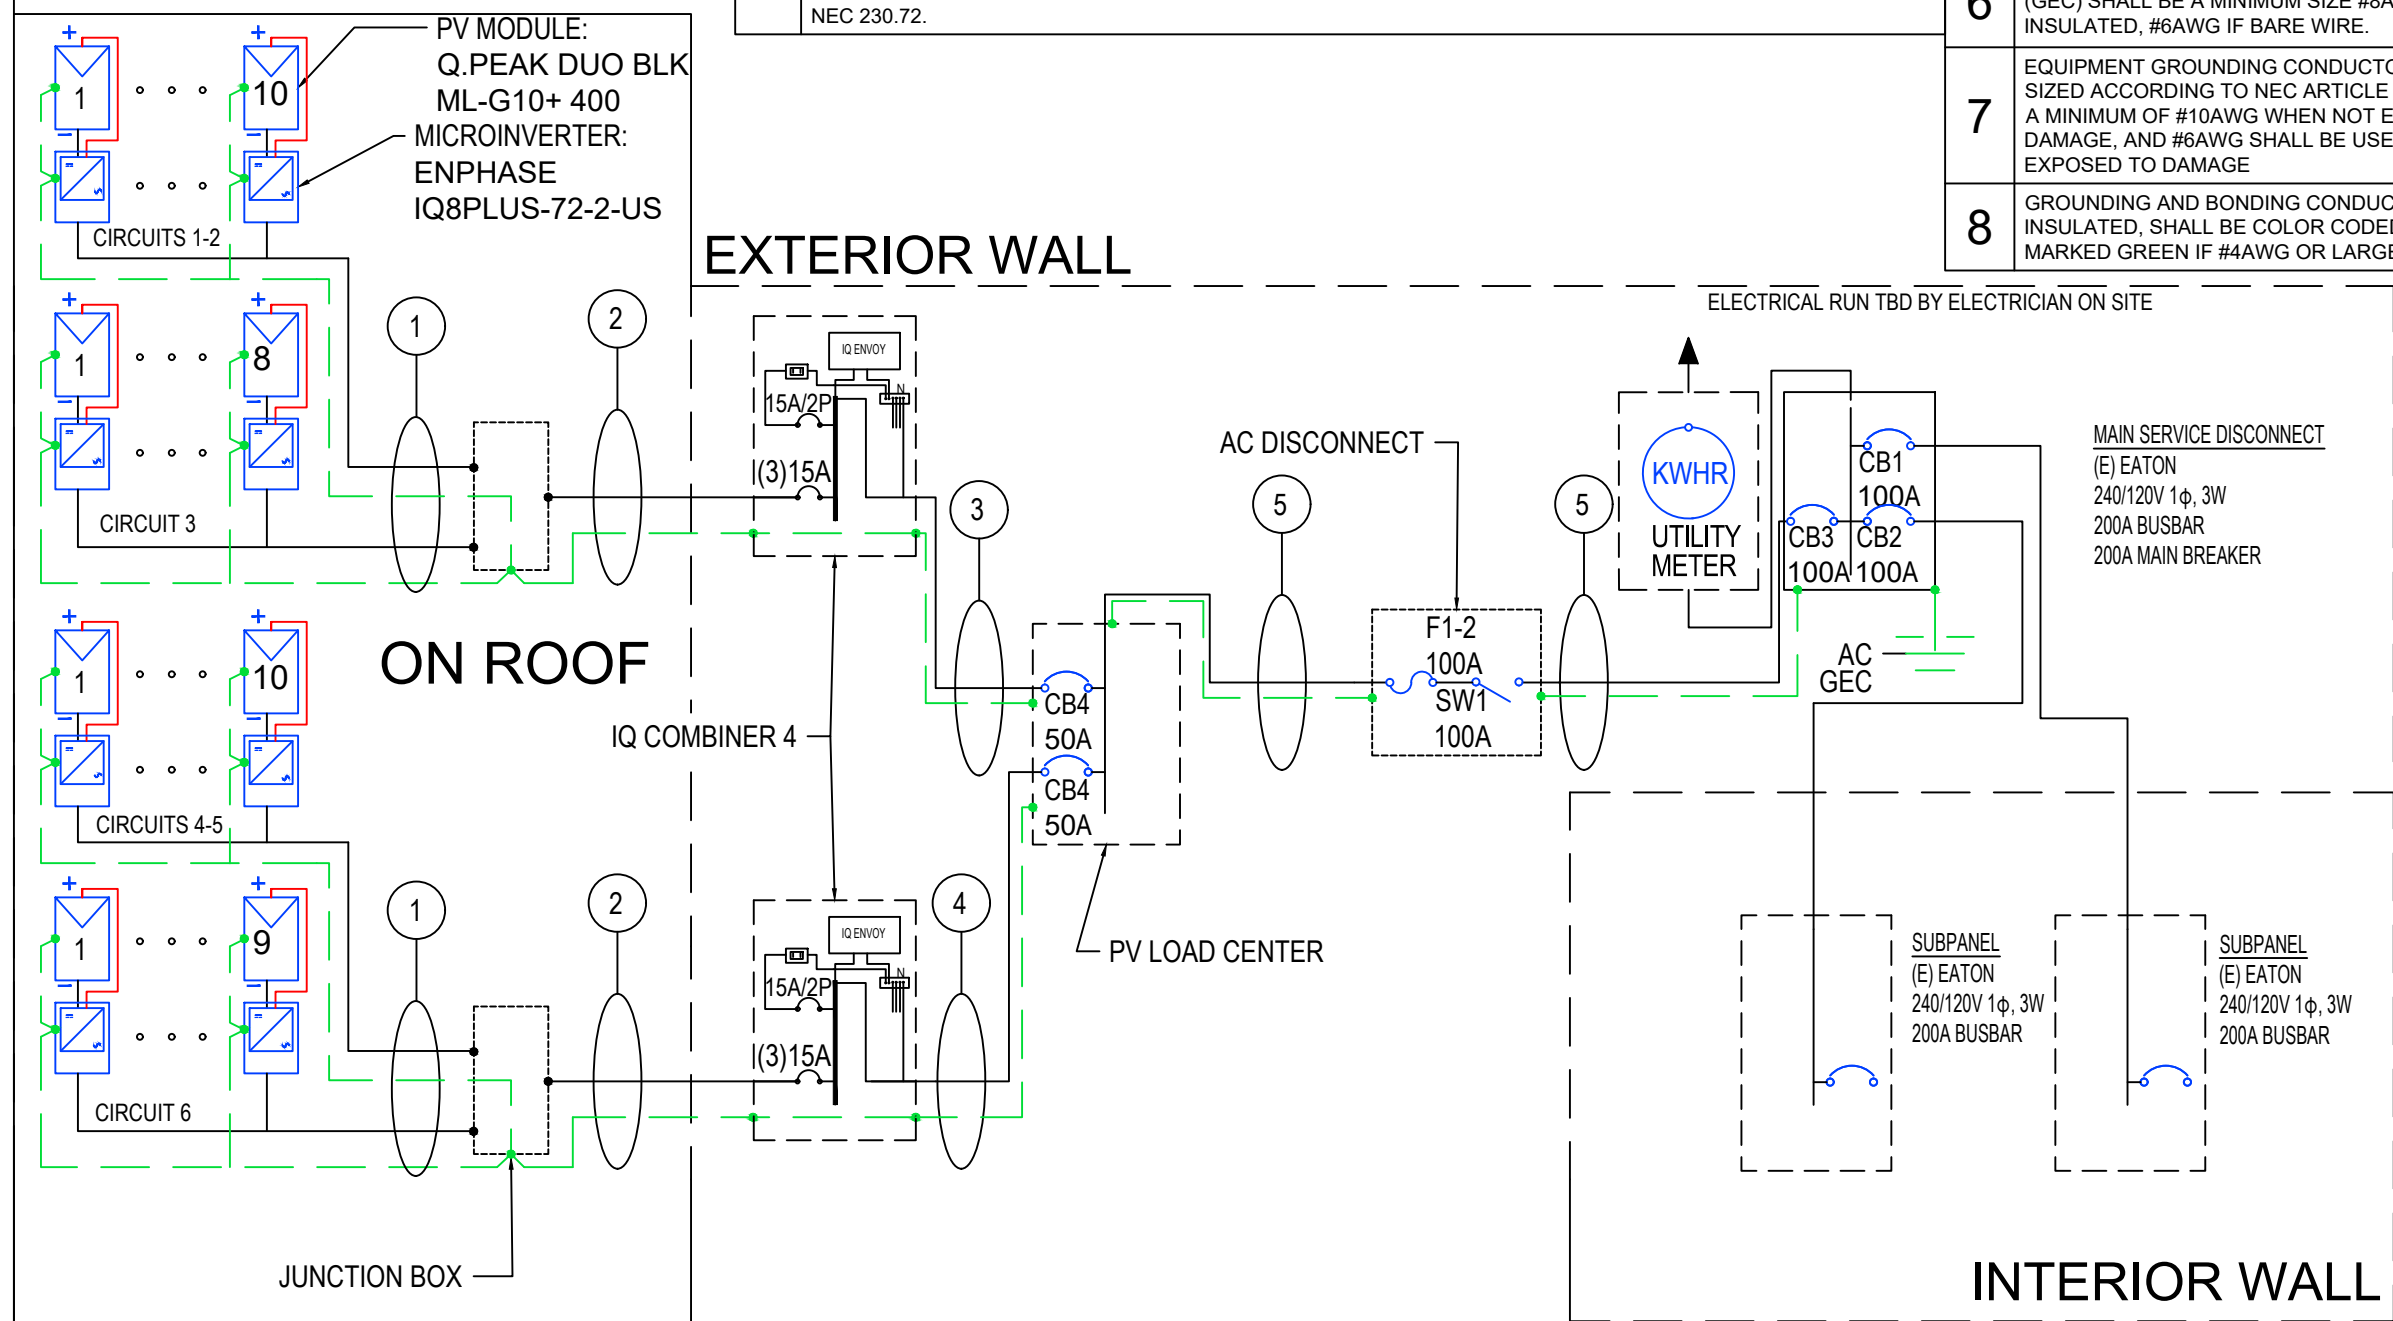 NEC 230.72.
6
(GEC) SHALL BE A MINIMUM SIZE #8A
INSULATED, #6AWG IF BARE WIRE.
7
EQUIPMENT GROUNDING CONDUCTO
SIZED ACCORDING TO NEC ARTICLE
A MINIMUM OF #10AWG WHEN NOT E
DAMAGE, AND #6AWG SHALL BE USE
EXPOSED TO DAMAGE
8
GROUNDING AND BONDING CONDUC
INSULATED, SHALL BE COLOR CODED
MARKED GREEN IF #4AWG OR LARGE
PV MODULE:
Q.PEAK DUO BLK
ML-G10+ 400
MICROINVERTER:
ENPHASE
IQ8PLUS-72-2-US
+
+
1
10
CIRCUITS 1-2
+
+
1
8
CIRCUIT 3
1
2
ON ROOF
+
+
1
10
CIRCUITS 4-5
+
+
1
9
CIRCUIT 6
1
2
JUNCTION BOX
EXTERIOR WALL
ELECTRICAL RUN TBD BY ELECTRICIAN ON SITE
IQ ENVOY
N
15A/2P
(3)15A
3
IQ COMBINER 4
IQ ENVOY
N
15A/2P
(3)15A
4
CB4
50A
CB4
50A
PV LOAD CENTER
5
AC DISCONNECT
F1-2
100A
SW1
100A
5
KWHR
UTILITY
METER
CB1
100A
CB3
100A
CB2
100A
AC
GEC
MAIN SERVICE DISCONNECT
(E) EATON
240/120V 1ϕ, 3W
200A BUSBAR
200A MAIN BREAKER
SUBPANEL
(E) EATON
240/120V 1ϕ, 3W
200A BUSBAR
SUBPANEL
(E) EATON
240/120V 1ϕ, 3W
200A BUSBAR
INTERIOR WALL